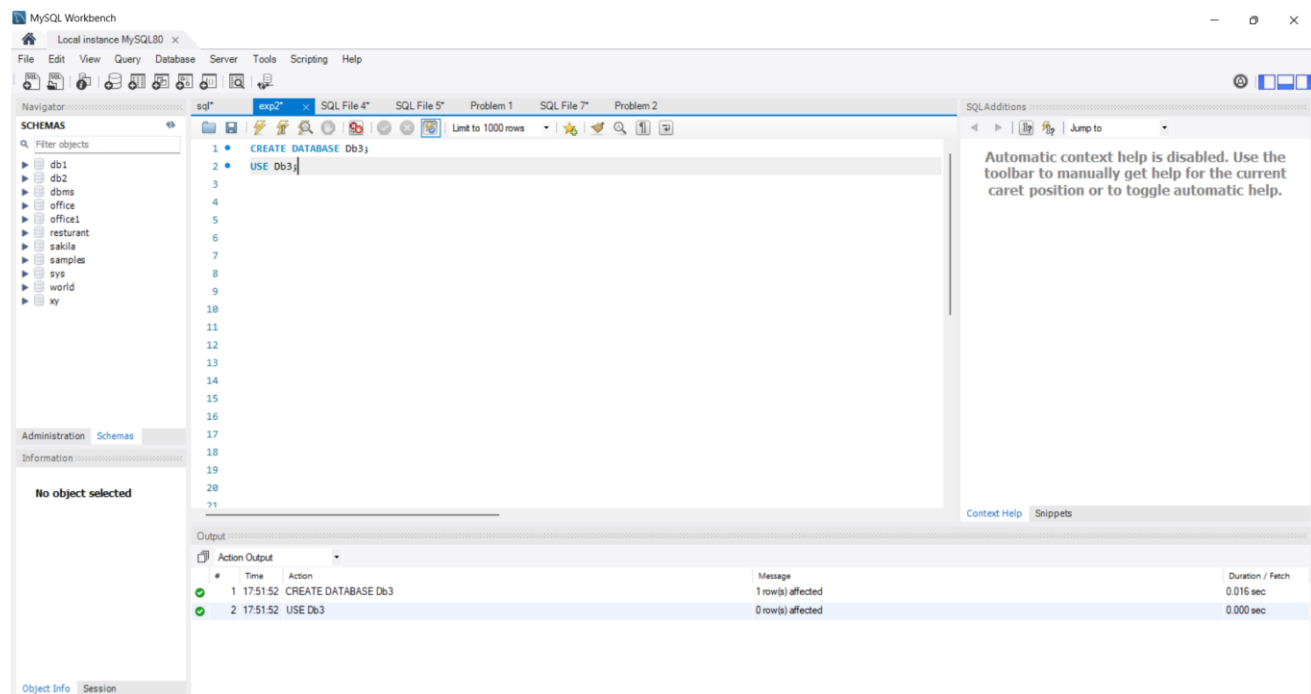 MySQL Workbench
Local instance MySQL80
File Edit View Query Database Server Tools Scripting Help
Navigator
SCHEMAS
Filter objects
db1
db2
dbms
office
office1
resturant
sakila
samples
sys
world
xy
Administration Schemas
Information
No object selected
Object Info Session
sql* exp2* SQL File 4* SQL File 5* Problem 1 SQL File 7* Problem 2
Limit to 1000 rows
1 CREATE DATABASE Db3;
2 USE Db3;
3
4
5
6
7
8
9
10
11
12
13
14
15
16
17
18
19
20
21
SQLAdditions
Jump to
Automatic context help is disabled. Use the
toolbar to manually get help for the current
caret position or to toggle automatic help.
Context Help Snippets
Output
Action Output
# Time Action Message Duration / Fetch
1 17:51:52 CREATE DATABASE Db3 1 row(s) affected 0.016 sec
2 17:51:52 USE Db3 0 row(s) affected 0.000 sec